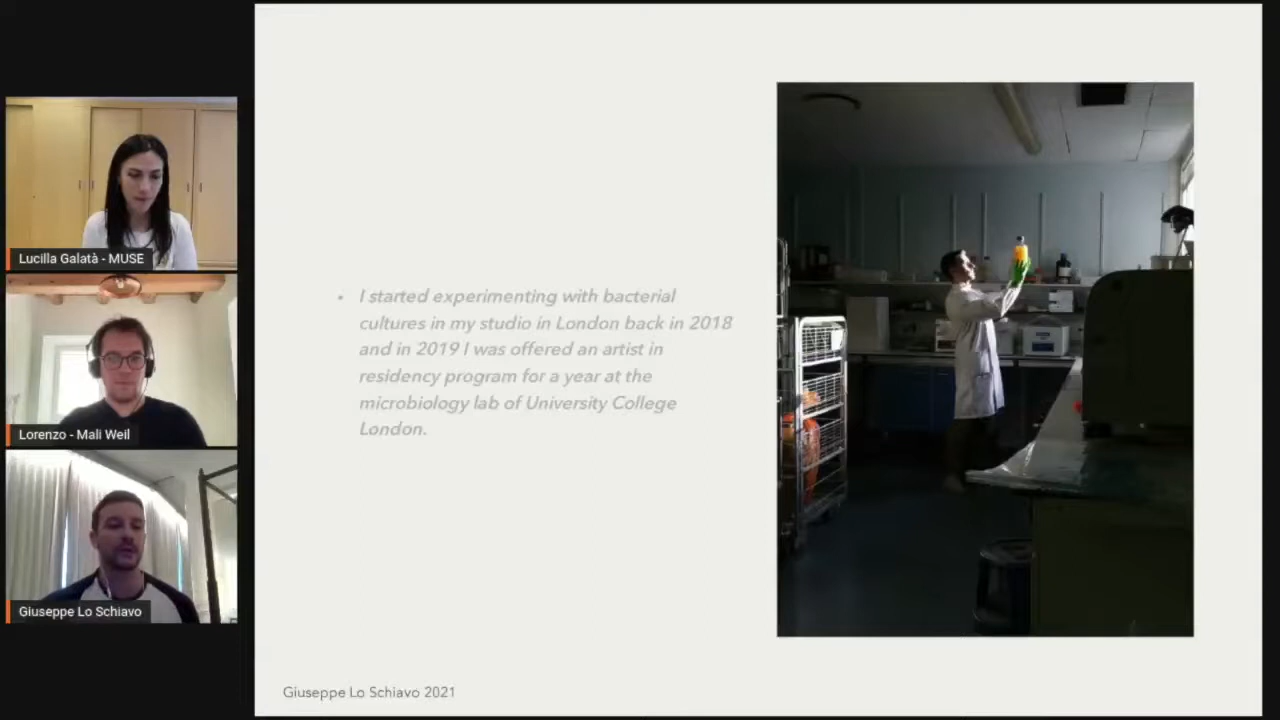 Lucilla Galatà - MUSE
Lorenzo - Mali Weil
Giuseppe Lo Schiavo
• I started experimenting with bacterial
cultures in my studio in London back in 2018
and in 2019 I was offered an artist in
residency program for a year at the
microbiology lab of University College
London.
Giuseppe Lo Schiavo 2021